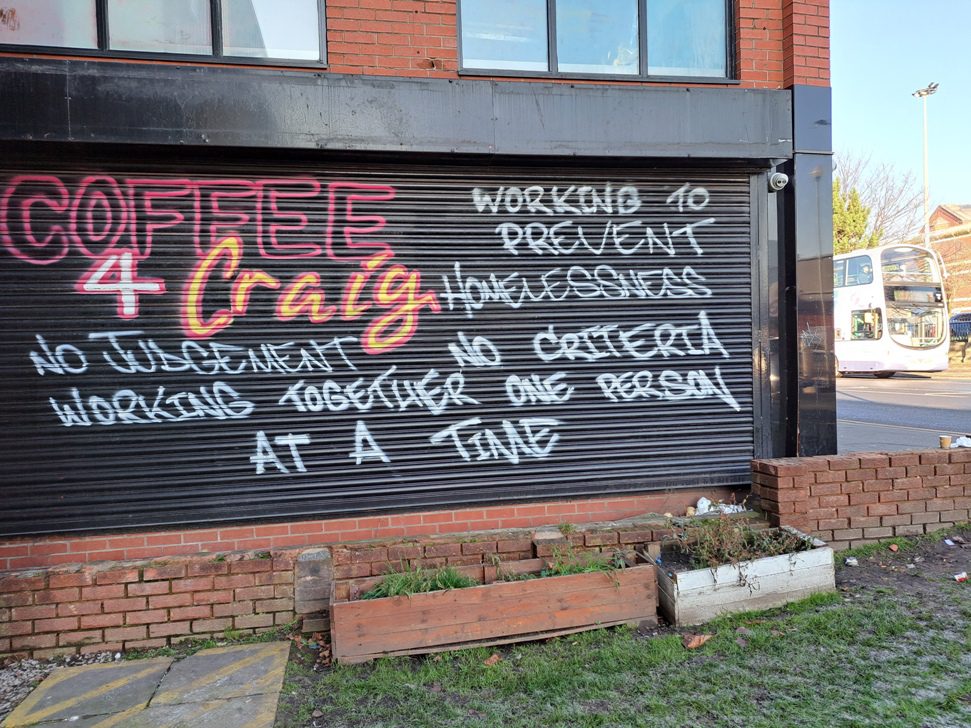 COFFEE
4 Craig
WORKING TO
PREVENT
HOMELESSNESS
NO JUDGEMENT NO CRITERIA
WORKING TOGETHER ONE PERSON
AT A TIME